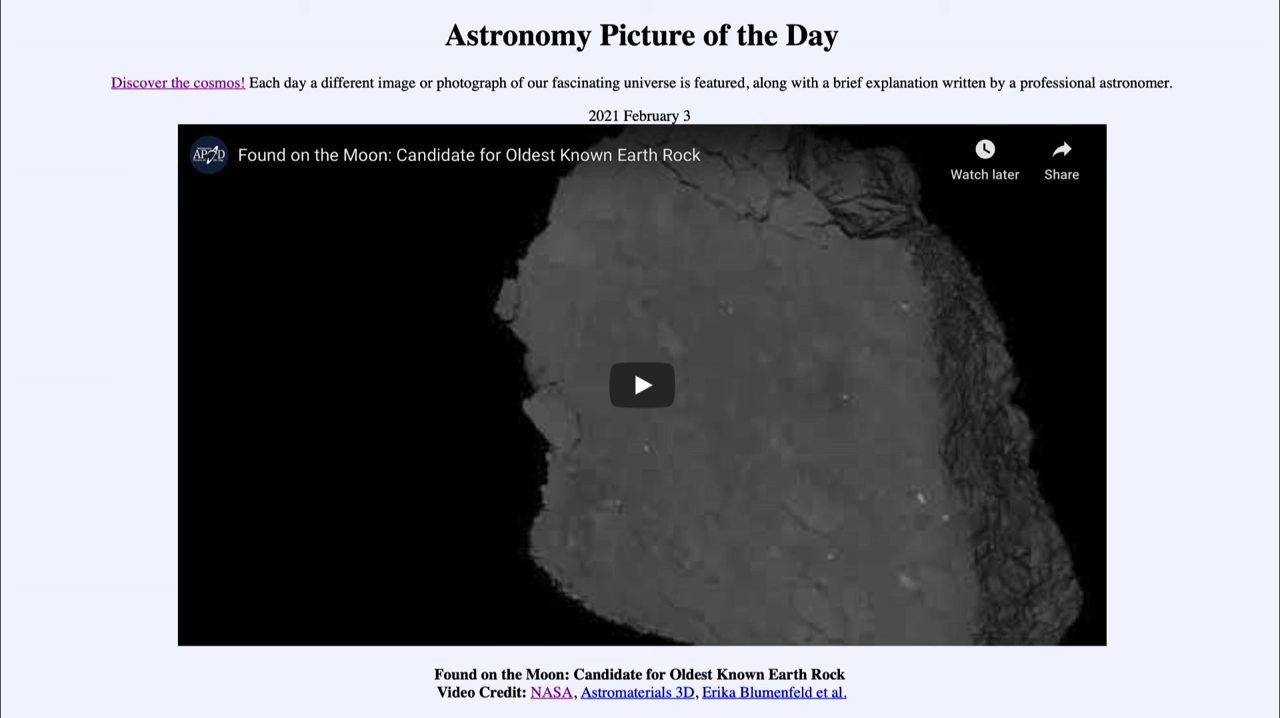 Astronomy Picture of the Day
Discover the cosmos! Each day a different image or photograph of our fascinating universe is featured, along with a brief explanation written by a professional astronomer.
2021 February 3
APOD
Found on the Moon: Candidate for Oldest Known Earth Rock
Watch later
Share
Found on the Moon: Candidate for Oldest Known Earth Rock
Video Credit: NASA, Astromaterials 3D, Erika Blumenfeld et al.